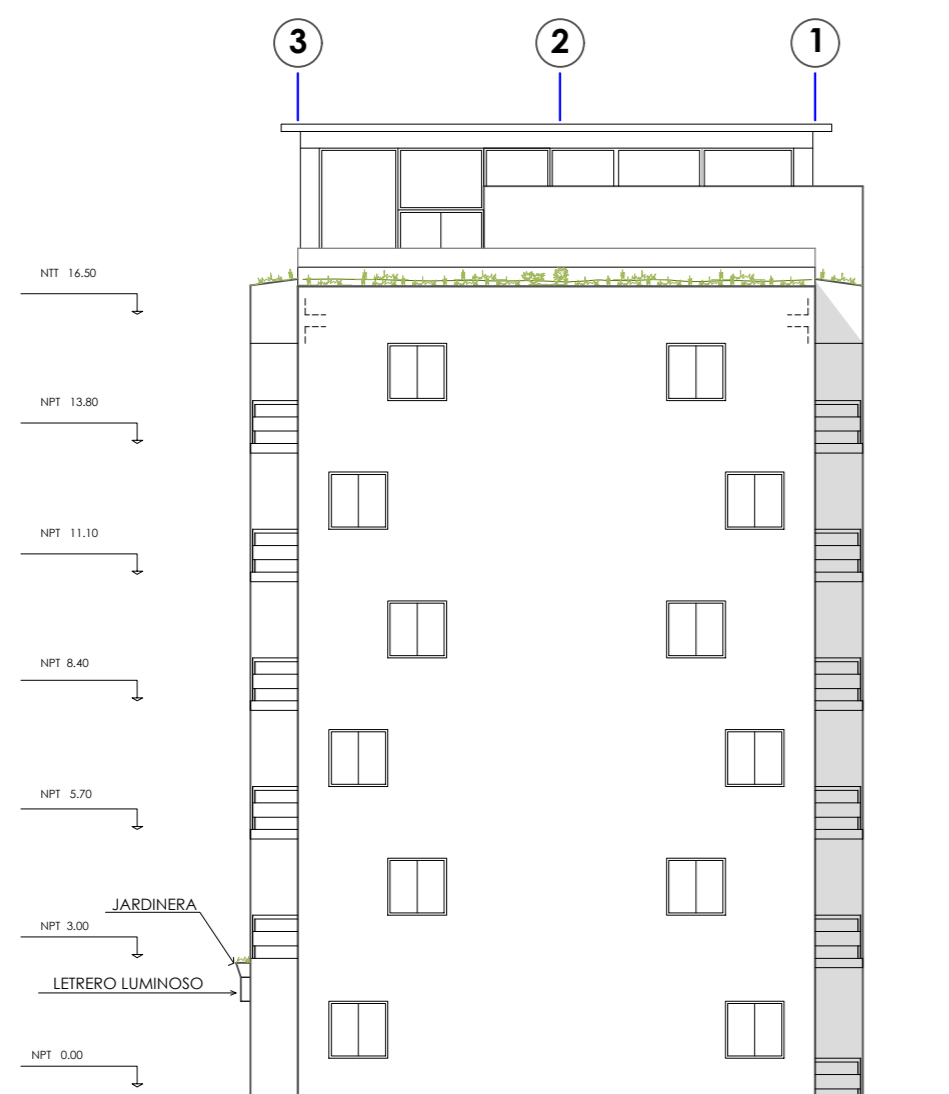 3 2 1
NTT 16.50
NPT 13.80
NPT 11.10
NPT 8.40
NPT 5.70
JARDINERA
NPT 3.00
LETRERO LUMINOSO
NPT 0.00